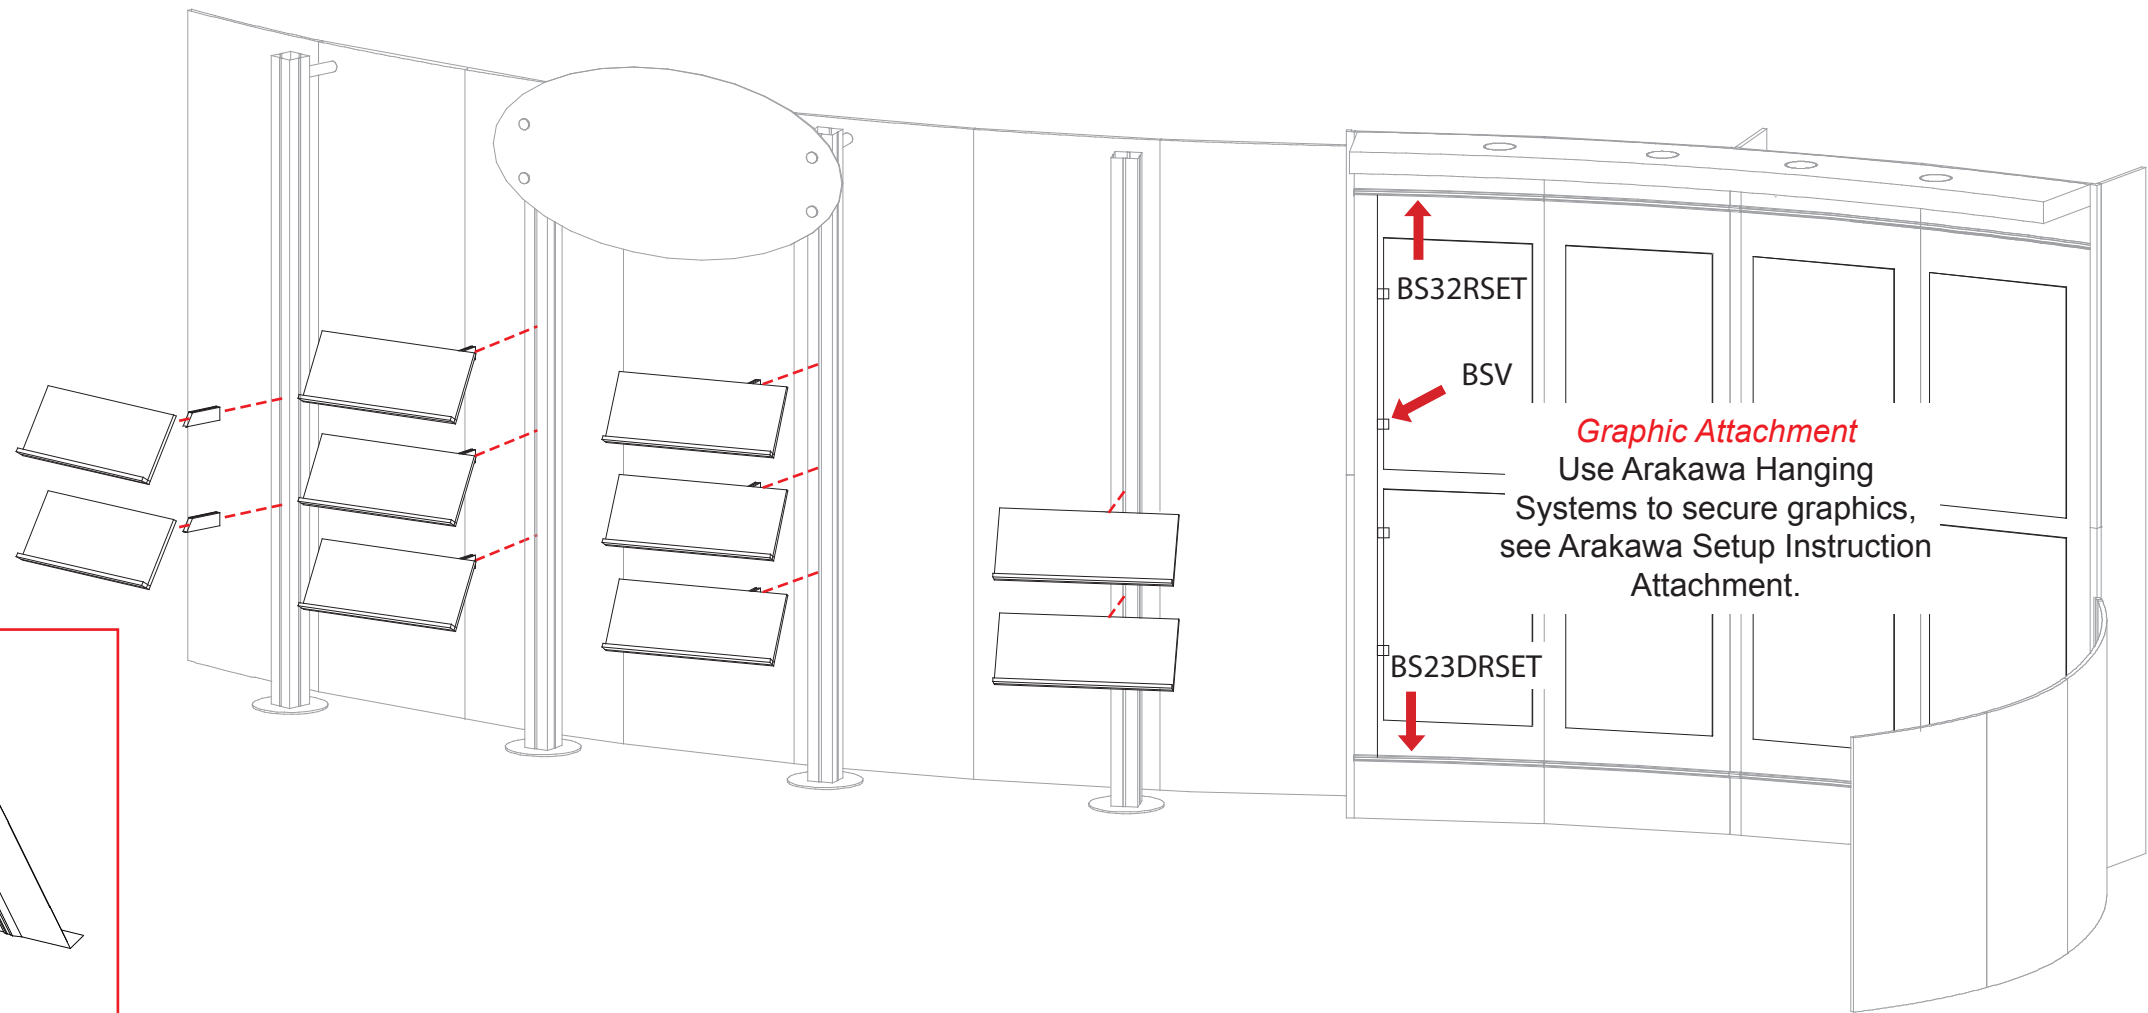 BS32RSET
BSV
Graphic Attachment
Use Arakawa Hanging
Systems to secure graphics,
see Arakawa Setup Instruction
Attachment.
BS23DRSET